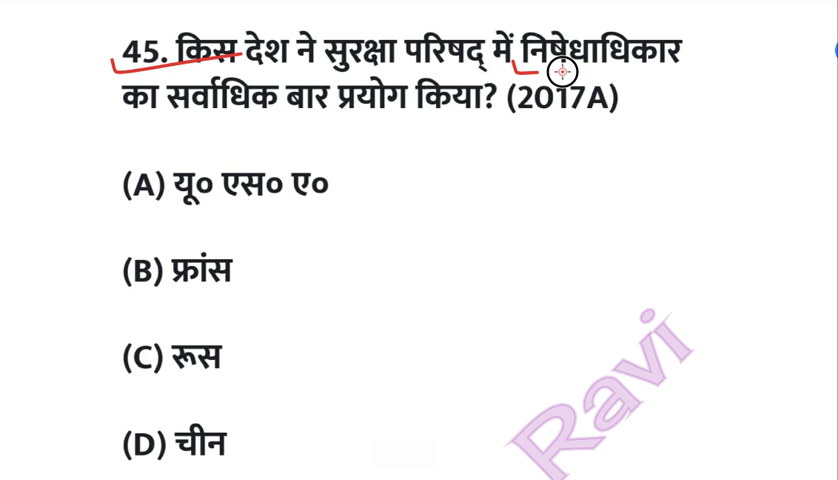 45. किस देश ने सुरक्षा परिषद् में निषेधाधिकार
का सर्वाधिक बार प्रयोग किया? (2017A)
(A) यू० एस० ए०
(B) फ्रांस
(C) रूस
(D) चीन
Ravi